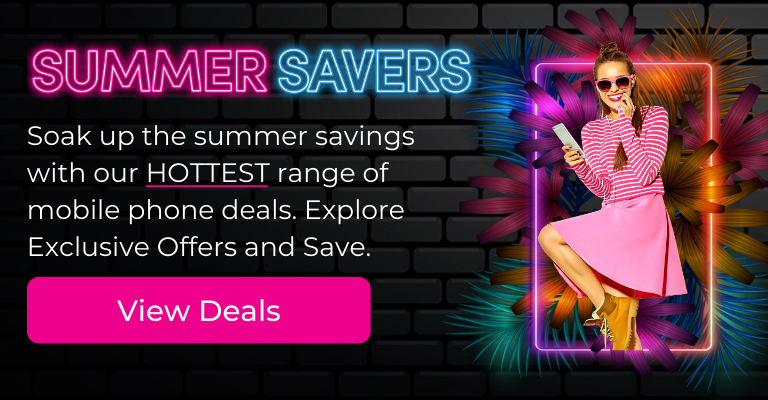 SUMMER SAVERS
Soak up the summer savings
with our HOTTEST range of
mobile phone deals. Explore
Exclusive Offers and Save.
View Deals